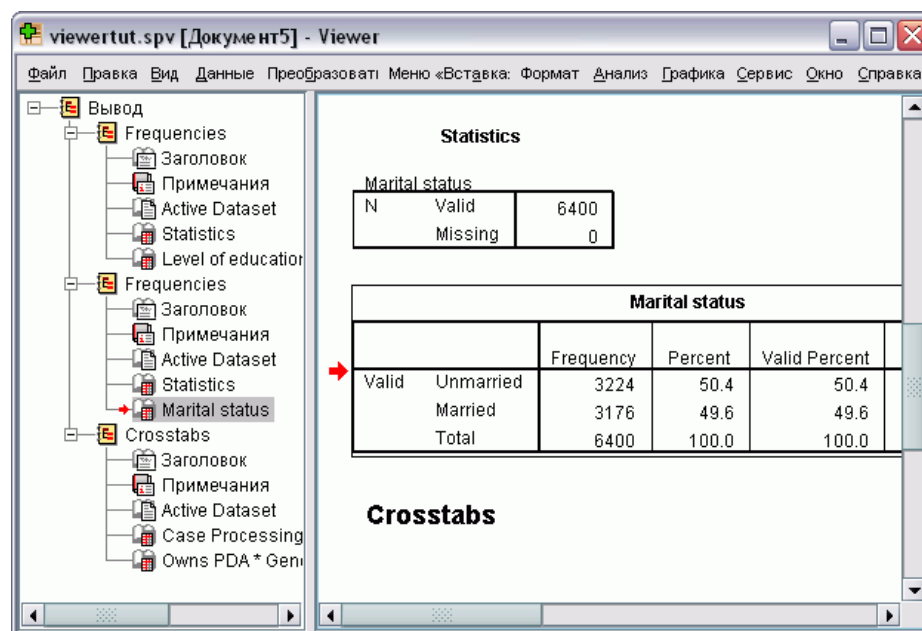 viewertut.spv [Документ5] - Viewer
Файл Правка Вид Данные Преобразоватı Меню «Вставка: Формат Анализ Графика Сервис Окно Справка
Вывод
Frequencies
Заголовок
Примечания
Active Dataset
Statistics
Level of education
Frequencies
Заголовок
Примечания
Active Dataset
Statistics
Marital status
Crosstabs
Заголовок
Примечания
Active Dataset
Case Processing
Owns PDA * Gen
Statistics
Marital status
N Valid 6400
Missing 0
Marital status
Frequency Percent Valid Percent
Valid Unmarried 3224 50.4 50.4
Married 3176 49.6 49.6
Total 6400 100.0 100.0
Crosstabs